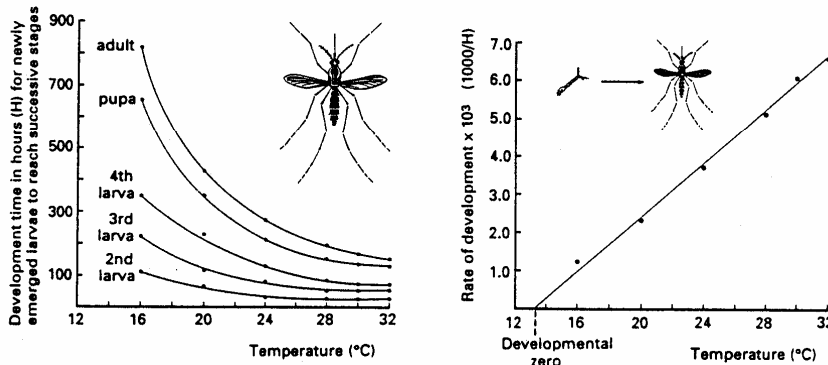 Development time in hours (H) for newly
emerged larvae to reach successive stages
900
700
500
300
100
adult
pupa
4th
larva
3rd
larva
2nd
larva
12 16 20 24 28 32
Temperature (°C)
Rate of development x 10³ (1000/H)
7.0
6.0
5.0
4.0
3.0
2.0
1.0
12 16 20 24 28 32
Developmental
zero
Temperature (°C)